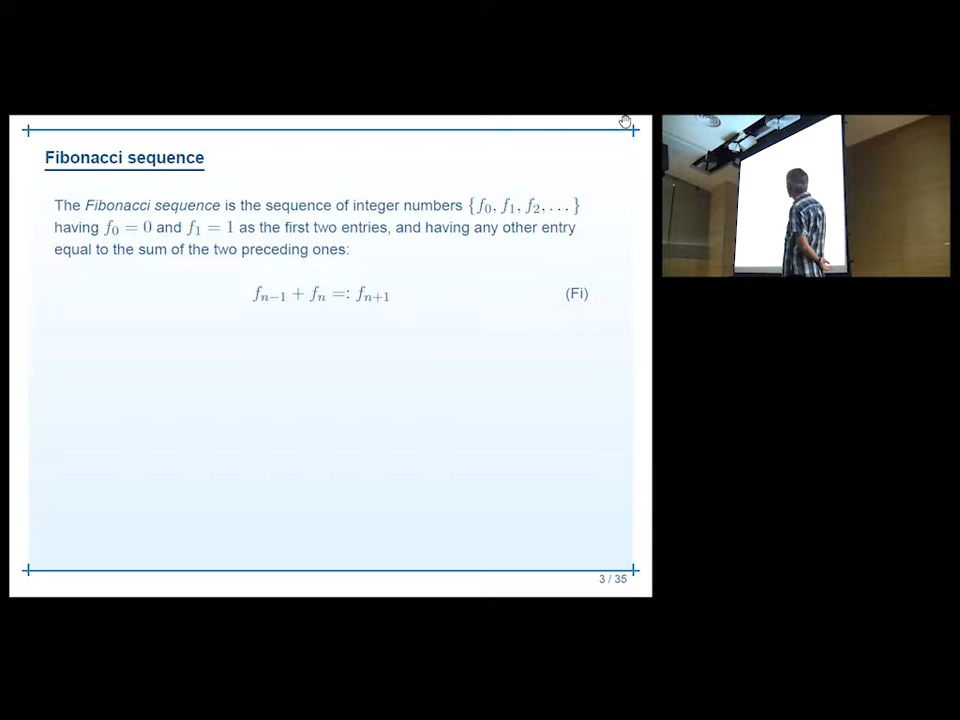 Fibonacci sequence
The Fibonacci sequence is the sequence of integer numbers {f₀, f₁, f₂, . . . }
having f₀ = 0 and f₁ = 1 as the first two entries, and having any other entry
equal to the sum of the two preceding ones:
fₙ₋₁ + fₙ =: fₙ₊₁ (Fi)
3 / 35